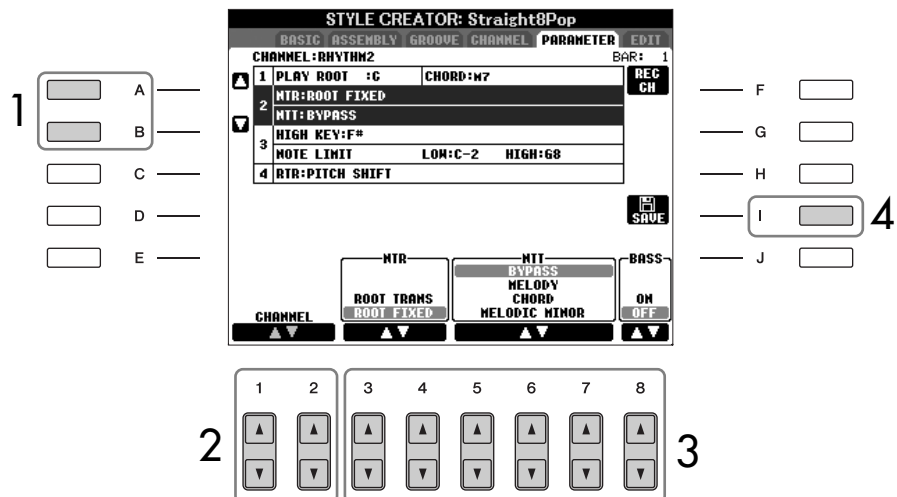 STYLE CREATOR: Straight8Pop
BASIC ASSEMBLY GROOVE CHANNEL PARAMETER EDIT
CHANNEL:RHYTHM2 BAR: 1
1 PLAY ROOT :G CHORD:M7 REC CH
2 NTR:ROOT FIXED
NTT:BYPASS
3 HIGH KEY:F#
NOTE LIMIT LOW:C-2 HIGH:G8
4 RTR:PITCH SHIFT
SAVE
NTR NTT BASS
BYPASS
MELODY
ROOT TRANS CHORD ON
CHANNEL ROOT FIXED MELODIC MINOR OFF
1
A
B
C
D
E
F
G
H
I
J
4
1 2 3 4 5 6 7 8
2
3